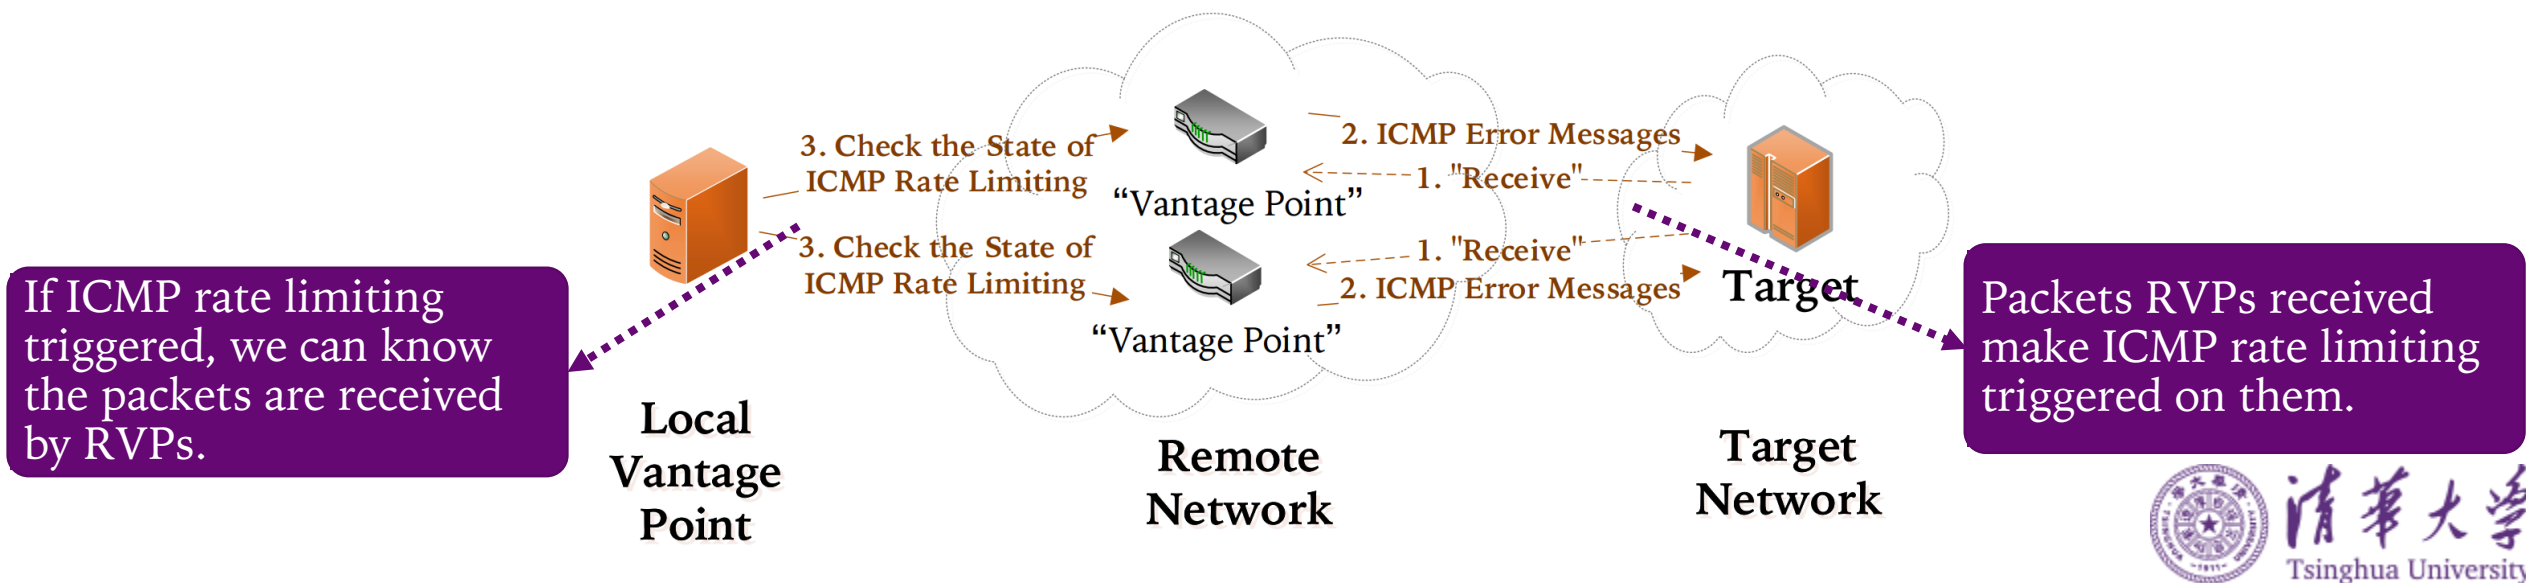 3. Check the State of
ICMP Rate Limiting
2. ICMP Error Messages
1. "Receive"
“Vantage Point”
3. Check the State of
ICMP Rate Limiting
1. "Receive"
2. ICMP Error Messages
“Vantage Point”
Target
If ICMP rate limiting
triggered, we can know
the packets are received
by RVPs.
Packets RVPs received
make ICMP rate limiting
triggered on them.
Local
Vantage
Point
Remote
Network
Target
Network
清華大学
Tsinghua University